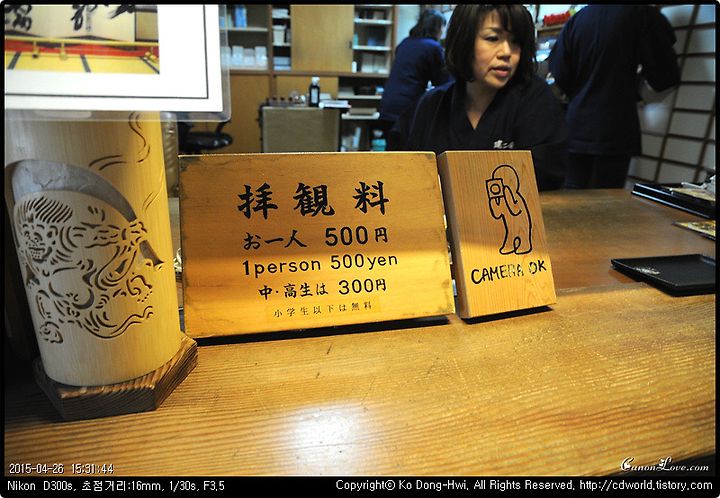 拝観料
お一人 500円
1person 500yen
中・高生は 300円
小学生以下は無料
CAMERA OK
2015-04-26 15:31:44
CanonLove.com
Nikon D300s, 초점거리:16mm, 1/30s, F3.5
Copyright© Ko Dong-Hwi, All Rights Reserved, http://cdworld.tistory.com